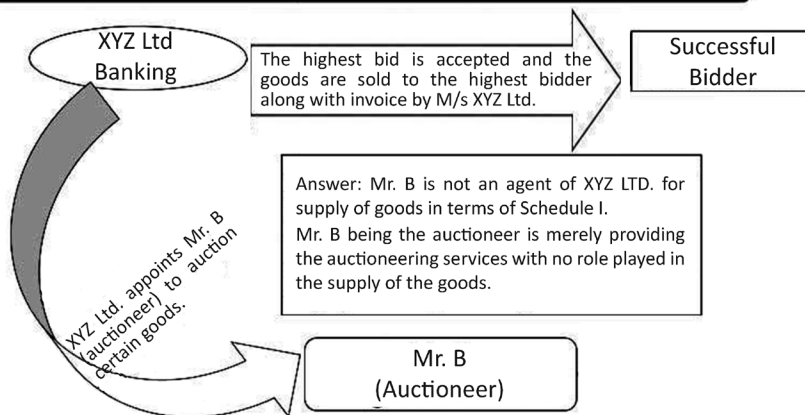 XYZ Ltd
Banking
The highest bid is accepted and the
goods are sold to the highest bidder
along with invoice by M/s XYZ Ltd.
Successful
Bidder
Answer: Mr. B is not an agent of XYZ LTD. for
supply of goods in terms of Schedule I.
Mr. B being the auctioneer is merely providing
the auctioneering services with no role played in
the supply of the goods.
XYZ Ltd. appoints Mr. B
(auctioneer) to auction
certain goods.
Mr. B
(Auctioneer)